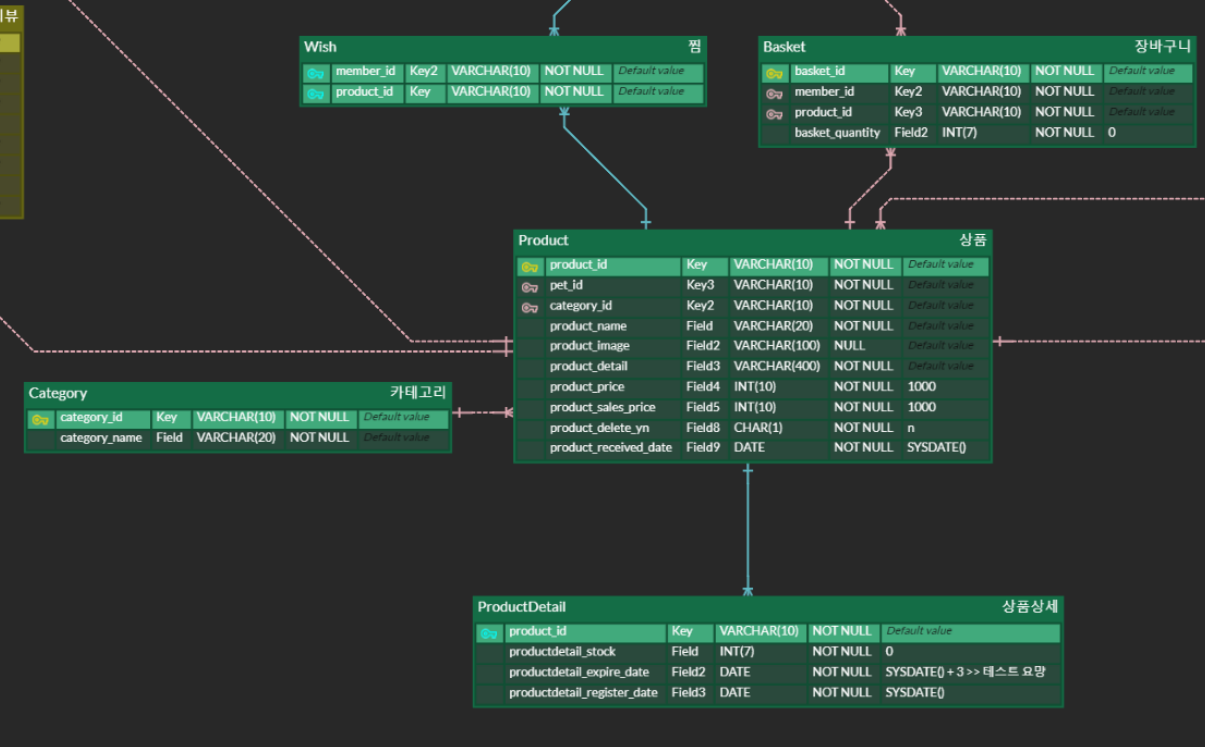 뷰
Wish 찜
member_id Key2 VARCHAR(10) NOT NULL Default value
product_id Key VARCHAR(10) NOT NULL Default value
Basket 장바구니
basket_id Key VARCHAR(10) NOT NULL Default value
member_id Key2 VARCHAR(10) NOT NULL Default value
product_id Key3 VARCHAR(10) NOT NULL Default value
basket_quantity Field2 INT(7) NOT NULL 0
Product 상품
product_id Key VARCHAR(10) NOT NULL Default value
pet_id Key3 VARCHAR(10) NOT NULL Default value
category_id Key2 VARCHAR(10) NOT NULL Default value
product_name Field VARCHAR(20) NOT NULL Default value
product_image Field2 VARCHAR(100) NULL Default value
product_detail Field3 VARCHAR(400) NOT NULL Default value
product_price Field4 INT(10) NOT NULL 1000
product_sales_price Field5 INT(10) NOT NULL 1000
product_delete_yn Field8 CHAR(1) NOT NULL n
product_received_date Field9 DATE NOT NULL SYSDATE()
Category 카테고리
category_id Key VARCHAR(10) NOT NULL Default value
category_name Field VARCHAR(20) NOT NULL Default value
ProductDetail 상품상세
product_id Key VARCHAR(10) NOT NULL Default value
productdetail_stock Field INT(7) NOT NULL 0
productdetail_expire_date Field2 DATE NOT NULL SYSDATE() + 3 >> 테스트 요망
productdetail_register_date Field3 DATE NOT NULL SYSDATE()